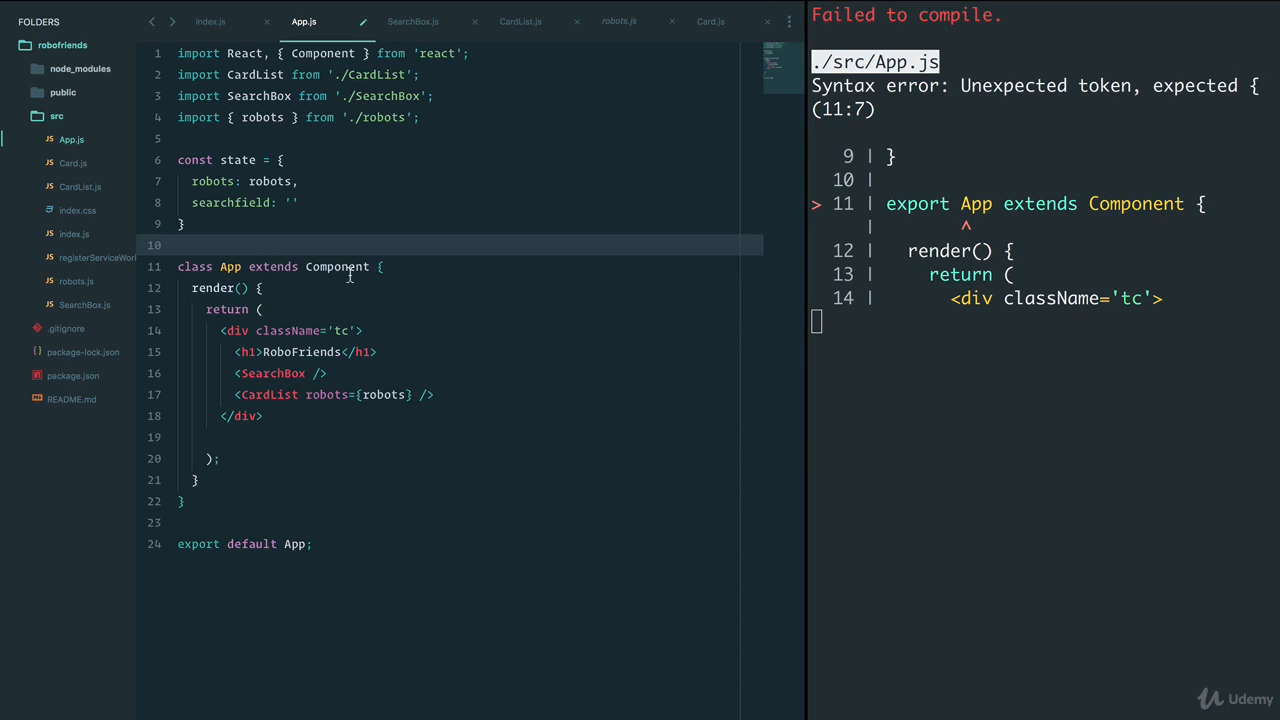 FOLDERS
robofriends
node_modules
public
src
App.js
Card.js
CardList.js
index.css
index.js
registerServiceWork
robots.js
SearchBox.js
.gitignore
package-lock.json
package.json
README.md
index.js
App.js
SearchBox.js
CardList.js
robots.js
Card.js
1 import React, { Component } from 'react';
2 import CardList from './CardList';
3 import SearchBox from './SearchBox';
4 import { robots } from './robots';
5
6 const state = {
7 robots: robots,
8 searchfield: ''
9 }
10
11 class App extends Component {
12 render() {
13 return (
14 <div className='tc'>
15 <h1>RoboFriends</h1>
16 <SearchBox />
17 <CardList robots={robots} />
18 </div>
19
20 );
21 }
22 }
23
24 export default App;
Failed to compile.
./src/App.js
Syntax error: Unexpected token, expected {
(11:7)
9 | }
10 |
> 11 | export App extends Component {
| ^
12 | render() {
13 | return (
14 | <div className='tc'>
Udemy